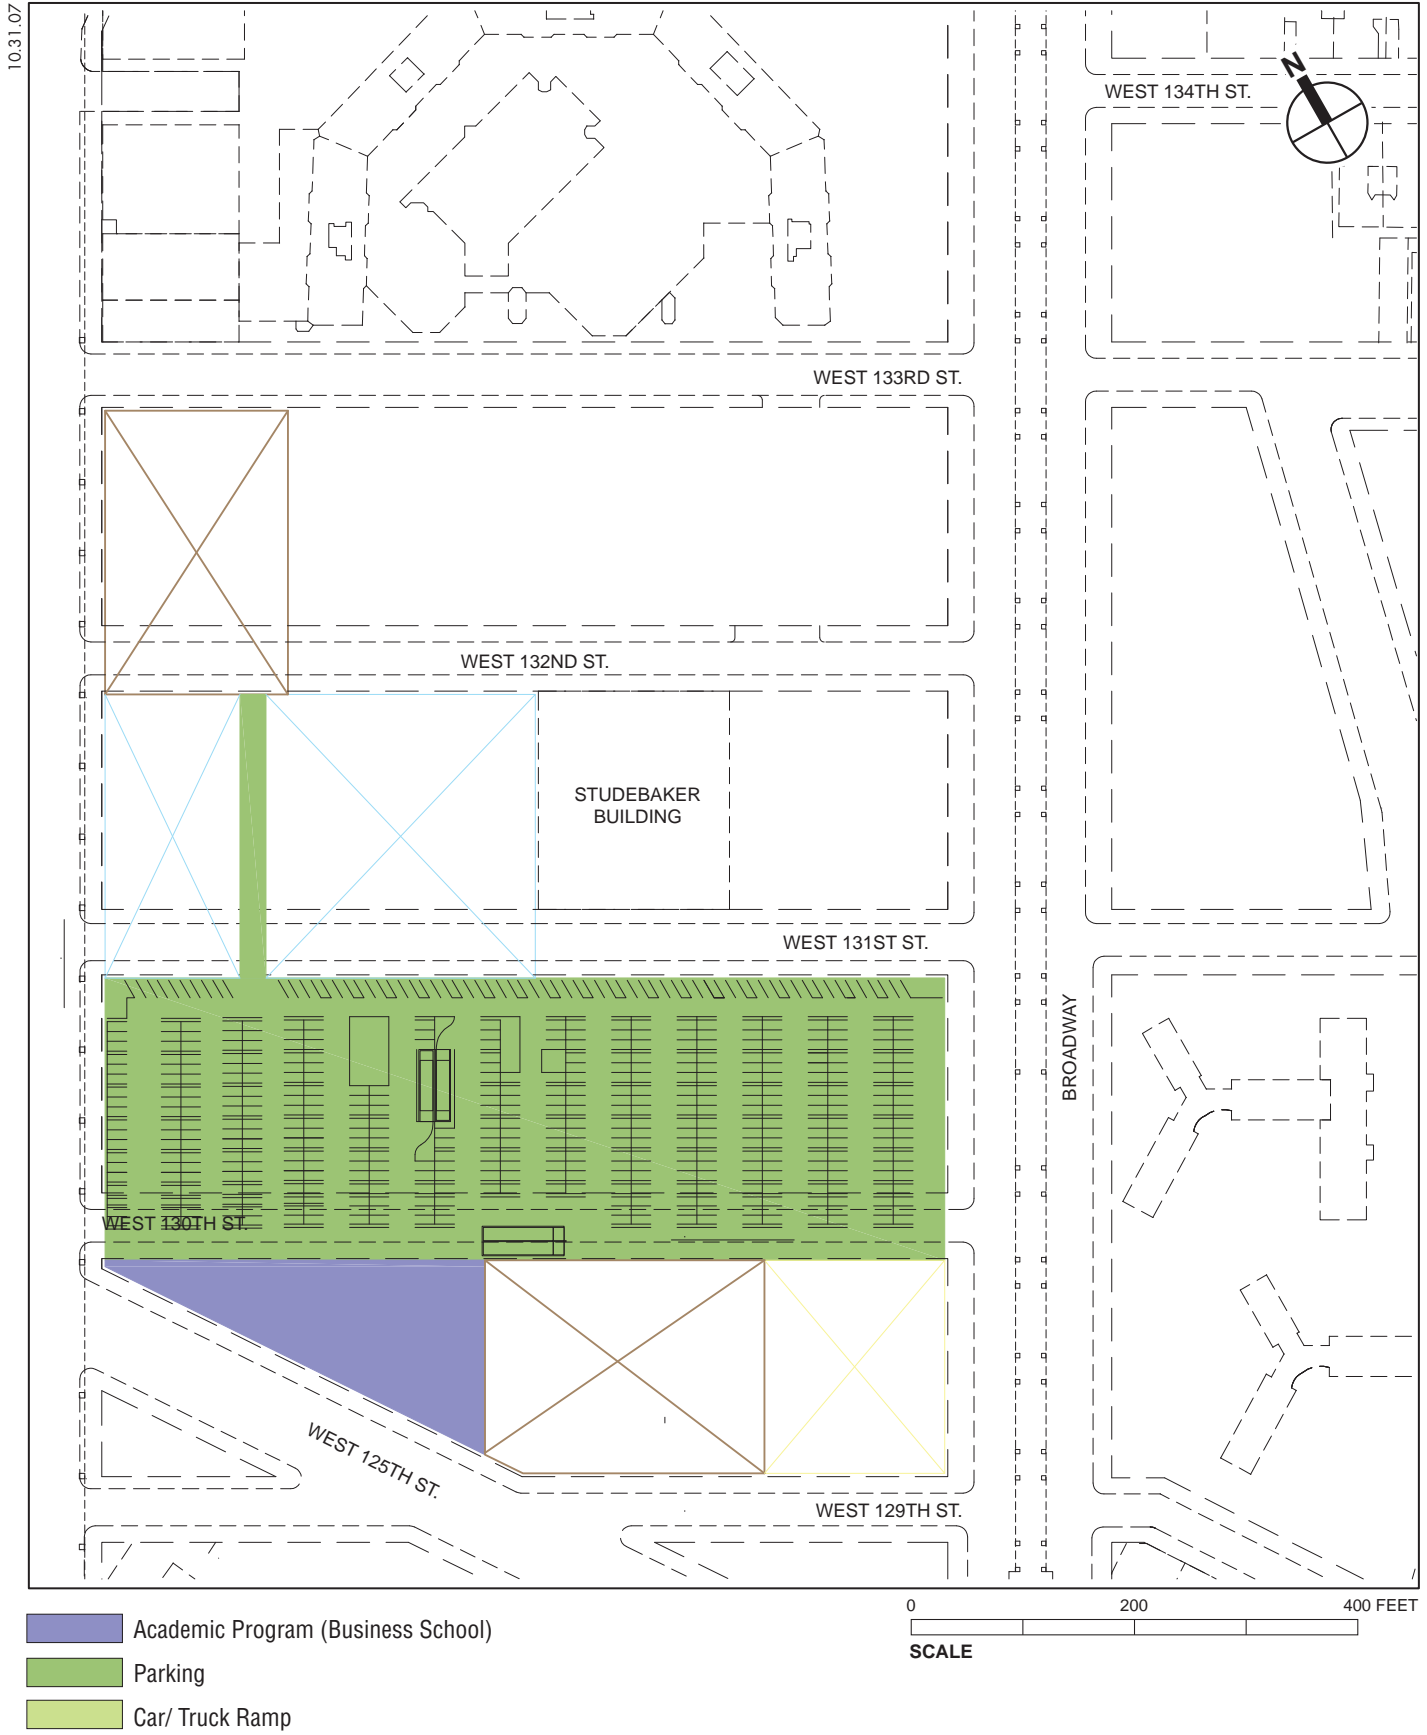 10.31.07
N
WEST 134TH ST.
WEST 133RD ST.
WEST 132ND ST.
STUDEBAKER
BUILDING
WEST 131ST ST.
BROADWAY
WEST 130TH ST.
WEST 125TH ST.
WEST 129TH ST.
0 200 400 FEET
SCALE
Academic Program (Business School)
Parking
Car/ Truck Ramp